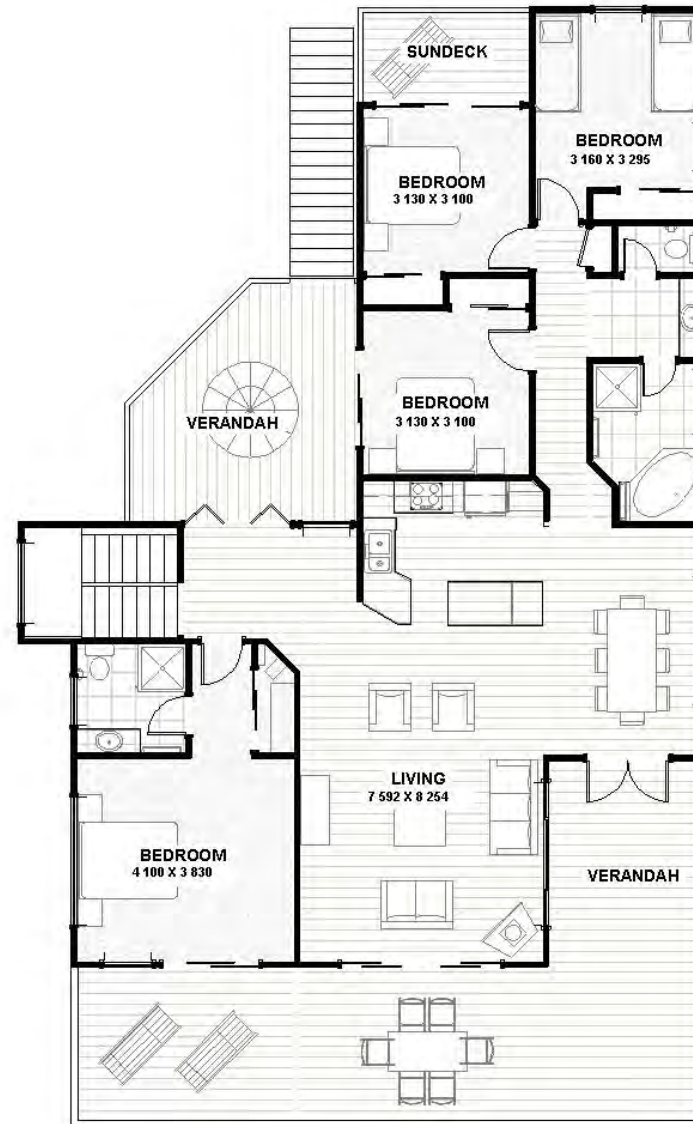 SUNDECK
BEDROOM
3 160 X 3 295
BEDROOM
3 130 X 3 100
BEDROOM
3 130 X 3 100
VERANDAH
LIVING
7 592 X 8 254
BEDROOM
4 100 X 3 830
VERANDAH